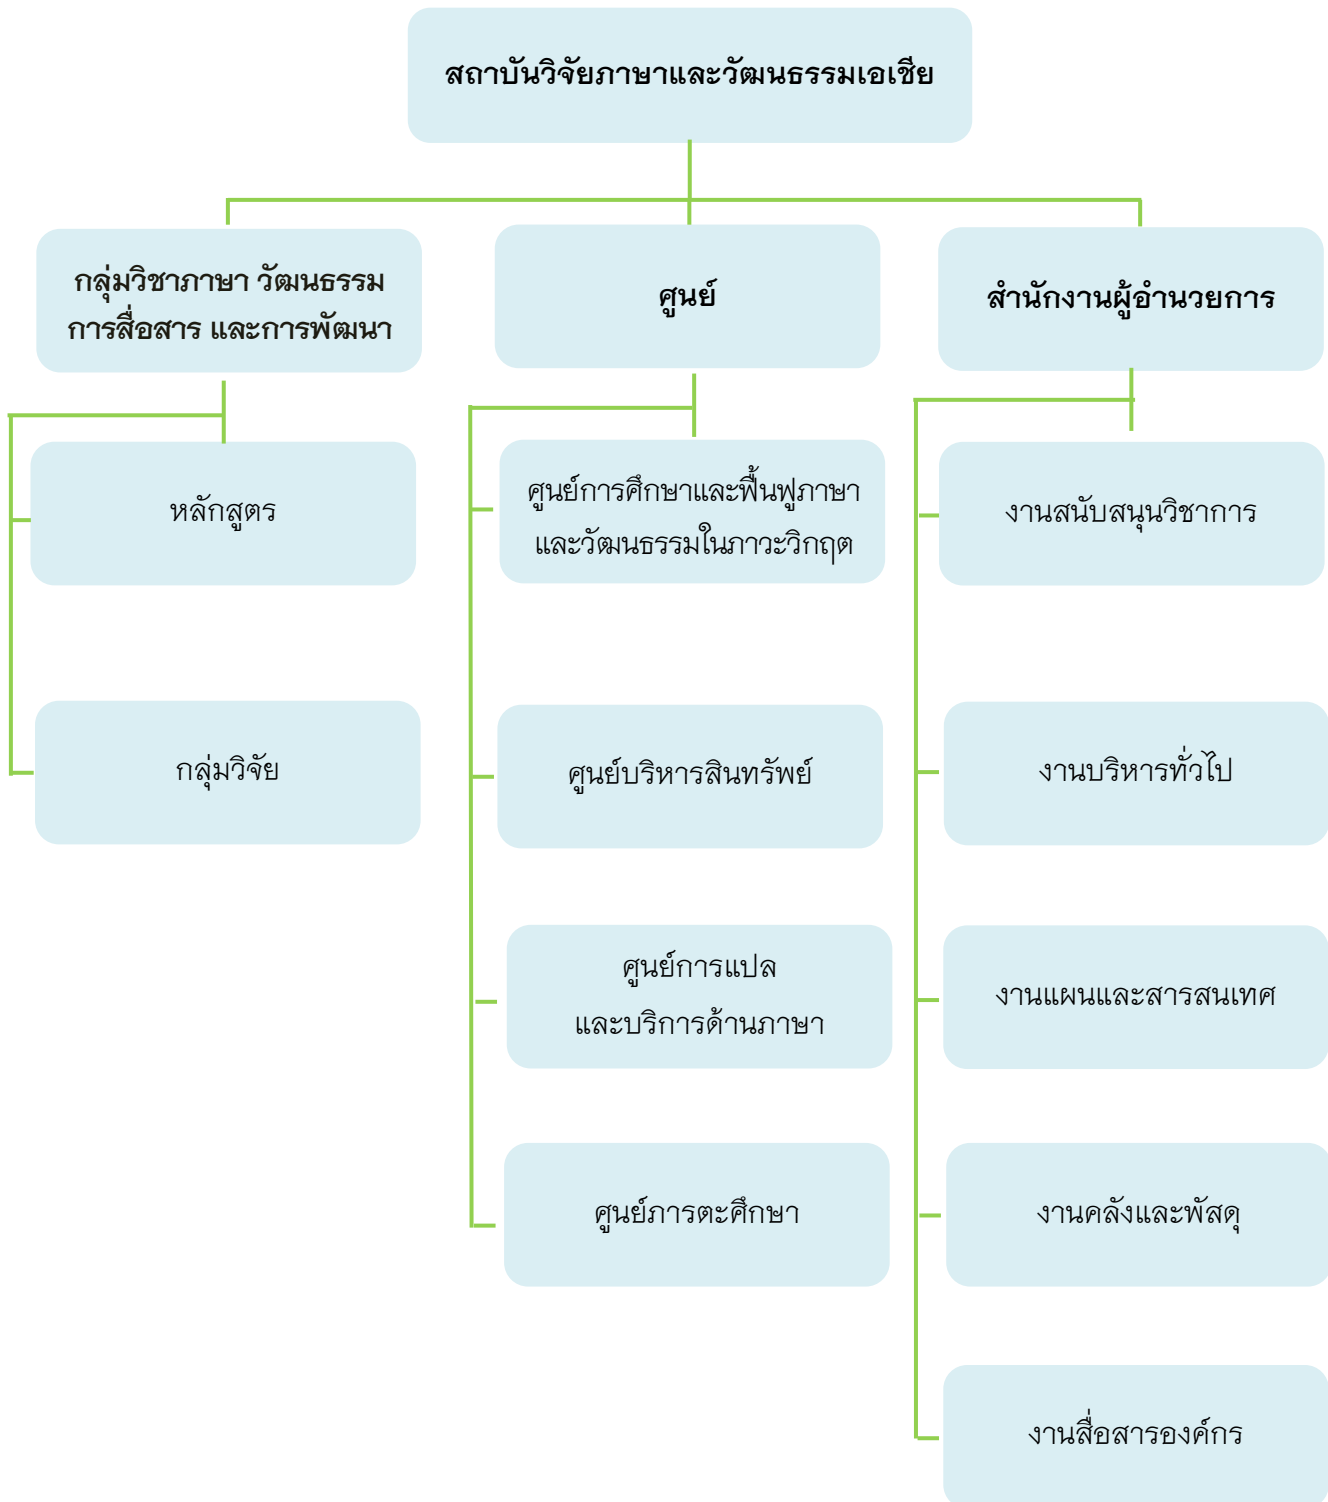 สถาบันวิจัยภาษาและวัฒนธรรมเอเชีย
กลุ่มวิชาภาษา วัฒนธรรม
การสื่อสาร และการพัฒนา
ศูนย์
สำนักงานผู้อำนวยการ
หลักสูตร
กลุ่มวิจัย
ศูนย์การศึกษาและฟื้นฟูภาษา
และวัฒนธรรมในภาวะวิกฤต
ศูนย์บริหารสินทรัพย์
ศูนย์การแปล
และบริการด้านภาษา
ศูนย์ภารตะศึกษา
งานสนับสนุนวิชาการ
งานบริหารทั่วไป
งานแผนและสารสนเทศ
งานคลังและพัสดุ
งานสื่อสารองค์กร